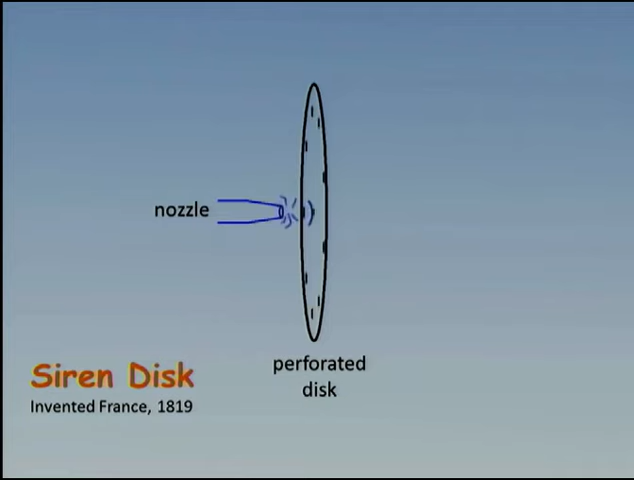 nozzle
perforated
disk
Siren Disk
Invented France, 1819